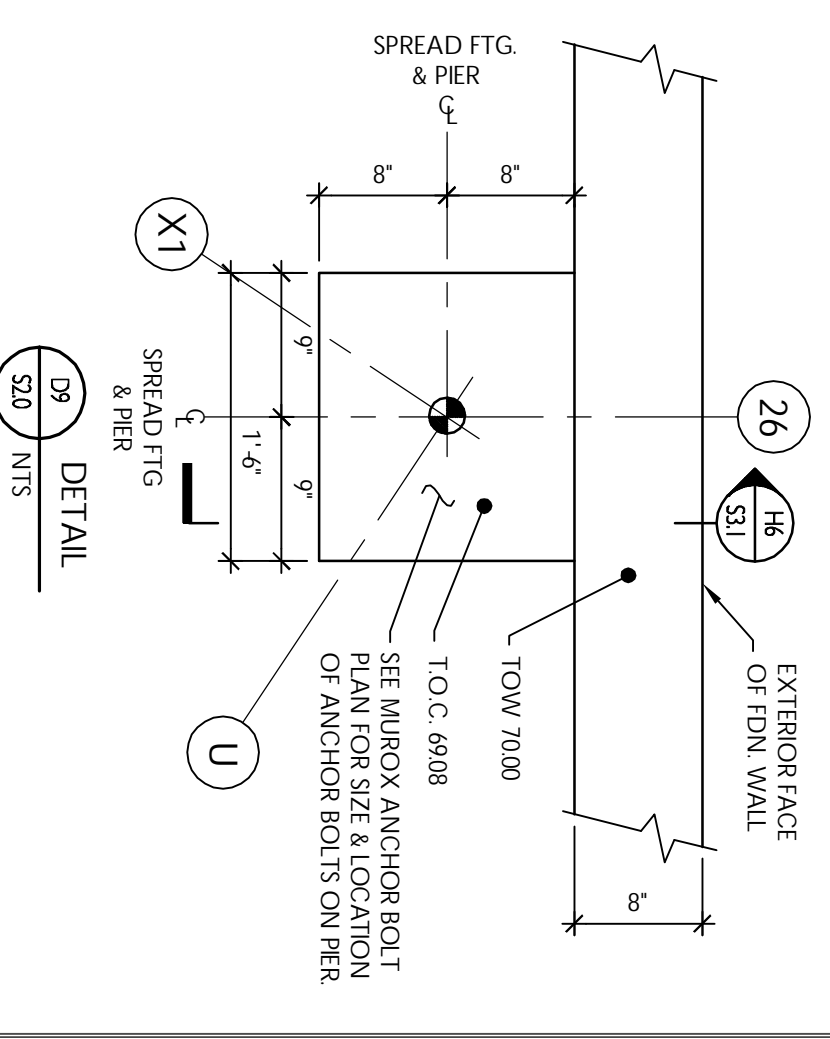 SPREAD FTG.
& PIER
CL
8"
8"
X1
26
H6
S3.1
EXTERIOR FACE
OF FDN. WALL
9"
9"
1'-6"
TOW 70.00
T.O.C. 69.08
SEE MUROX ANCHOR BOLT
PLAN FOR SIZE & LOCATION
OF ANCHOR BOLTS ON PIER.
8"
U
SPREAD FTG
& PIER
CL
D9
S2.0
DETAIL
NTS